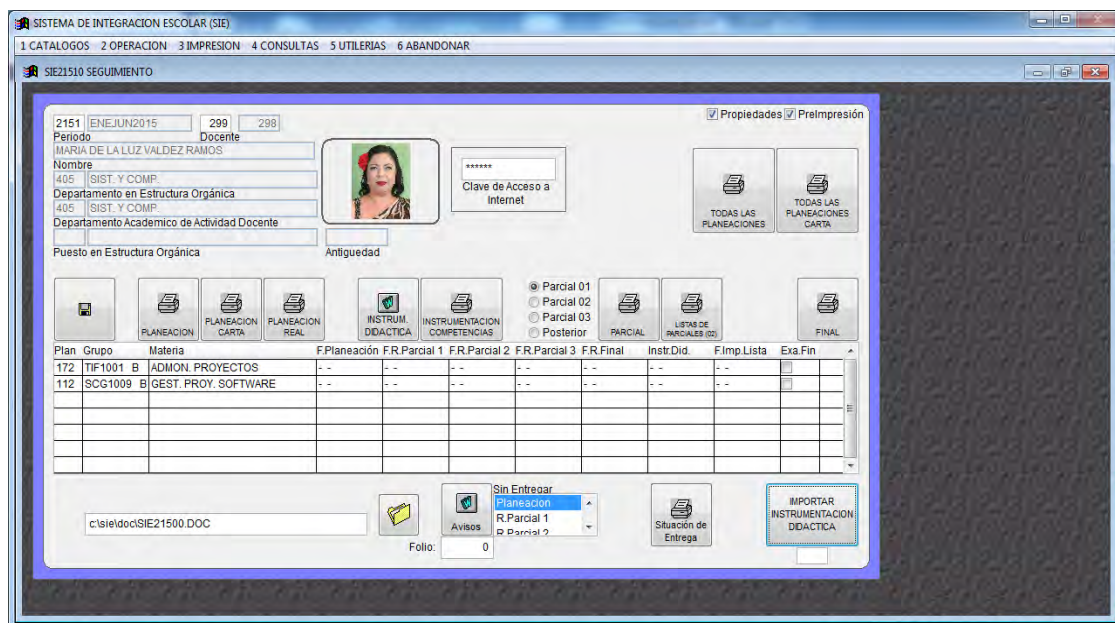 SISTEMA DE INTEGRACION ESCOLAR (SIE)
1 CATALOGOS 2 OPERACION 3 IMPRESION 4 CONSULTAS 5 UTILERIAS 6 ABANDONAR
SIE21510 SEGUIMIENTO
Propiedades PreImpresión
2151 ENEJUN2015 299 298
Periodo Docente
MARIA DE LA LUZ VALDEZ RAMOS
Nombre
405 SIST. Y COMP.
Departamento en Estructura Orgánica
405 SIST. Y COMP.
Departamento Academico de Actividad Docente
Puesto en Estructura Orgánica
Antiguedad
******
Clave de Acceso a
Internet
TODAS LAS
PLANEACIONES
TODAS LAS
PLANEACIONES
CARTA
PLANEACION
PLANEACION
CARTA
PLANEACION
REAL
INSTRUM.
DIDACTICA
INSTRUMENTACION
COMPETENCIAS
Parcial 01
Parcial 02
Parcial 03
Posterior
PARCIAL
LISTAS DE
PARCIALES (02)
FINAL
Plan Grupo Materia F.Planeación F.R.Parcial 1 F.R.Parcial 2 F.R.Parcial 3 F.R.Final Instr.Did. F.Imp.Lista Exa.Fin
172 TIF1001 B ADMON. PROYECTOS - - - - - - - - - - - - - -
112 SCG1009 B GEST. PROY. SOFTWARE - - - - - - - - - - - - - -
c:\sie\doc\SIE21500.DOC
Avisos
Sin Entregar
Planeacion
R.Parcial 1
R.Parcial 2
Folio: 0
Situación de
Entrega
IMPORTAR
INSTRUMENTACION
DIDACTICA